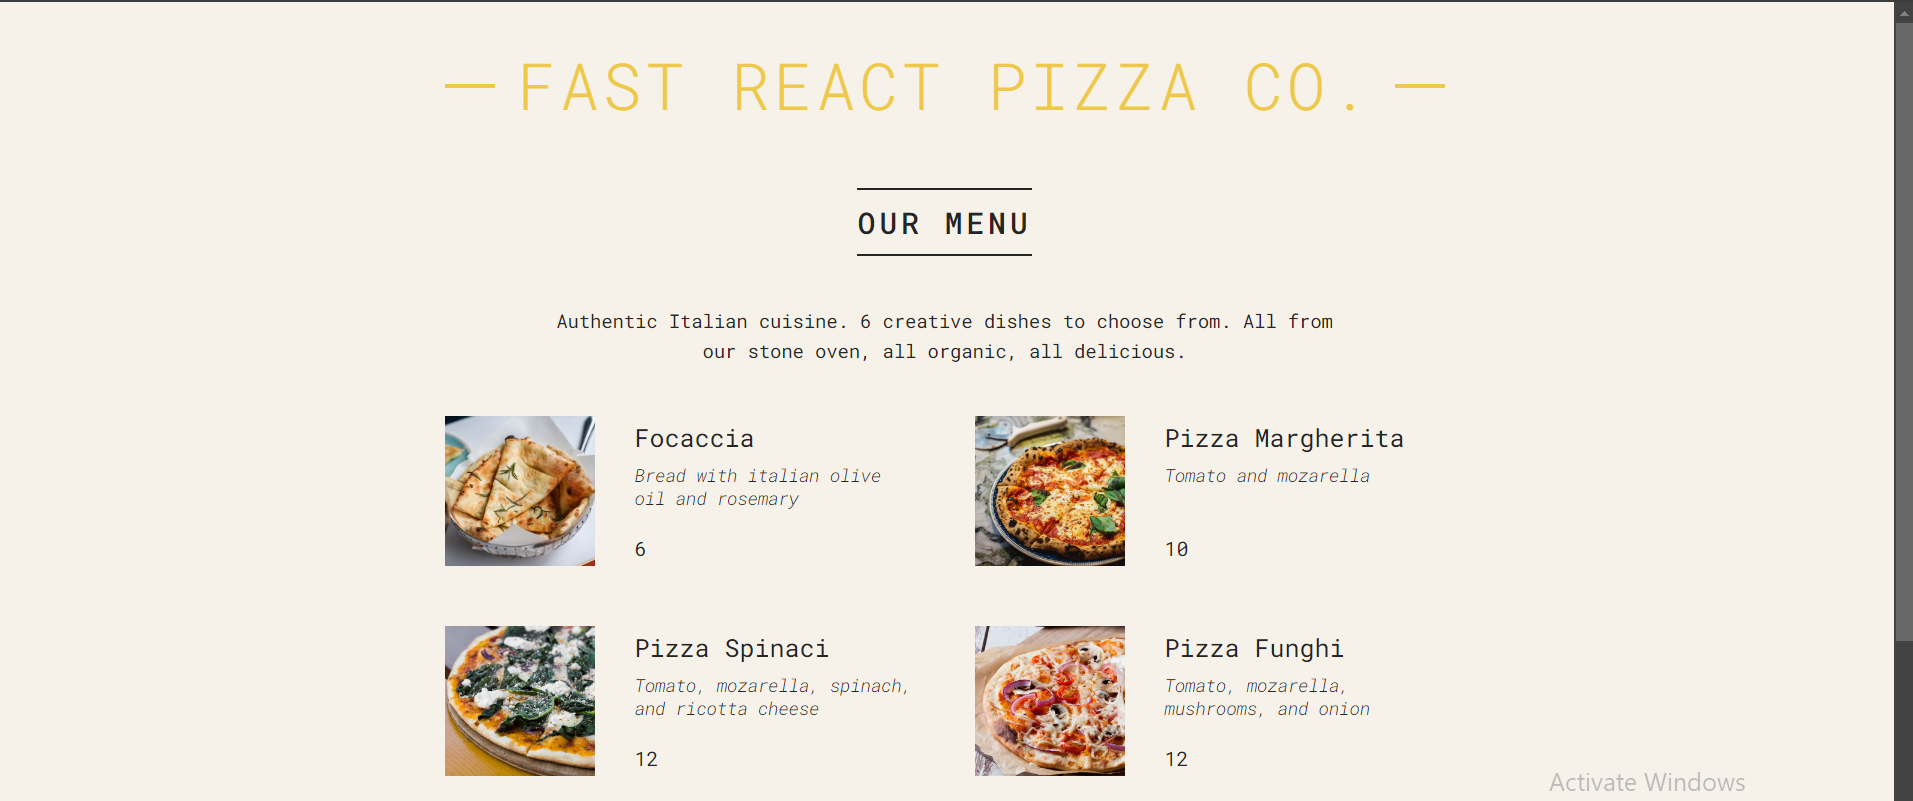 FAST REACT PIZZA CO.
OUR MENU
Authentic Italian cuisine. 6 creative dishes to choose from. All from
our stone oven, all organic, all delicious.
Focaccia
Bread with italian olive
oil and rosemary
6
Pizza Margherita
Tomato and mozarella
10
Pizza Spinaci
Tomato, mozarella, spinach,
and ricotta cheese
12
Pizza Funghi
Tomato, mozarella,
mushrooms, and onion
12
Activate Windows